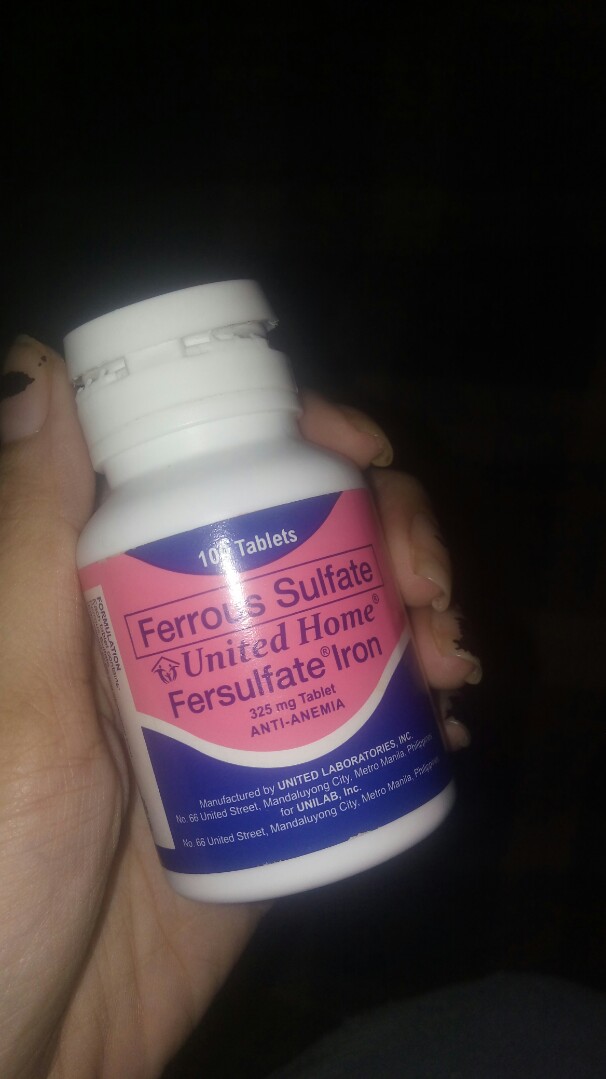 100 Tablets
Ferrous Sulfate
United Home®
Fersulfate® Iron
325 mg Tablet
ANTI-ANEMIA
Manufactured by UNITED LABORATORIES, INC.
No. 66 United Street, Mandaluyong City, Metro Manila, Philippines
for UNILAB, Inc.
No. 66 United Street, Mandaluyong City, Metro Manila, Philippines
FORMULATION